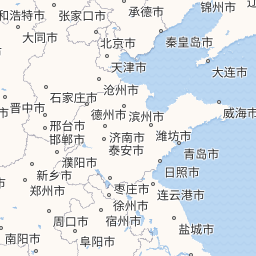 和浩特市
张家口市
承德市
锦州市
大同市
北京市
秦皇岛市
天津市
大连市
石家庄市
沧州市
晋中市
德州市
滨州市
威海市
邢台市
济南市
潍坊市
邯郸市
泰安市
青岛市
濮阳市
日照市
新乡市
枣庄市
郑州市
连云港市
徐州市
周口市
宿州市
盐城市
南阳市
阜阳市